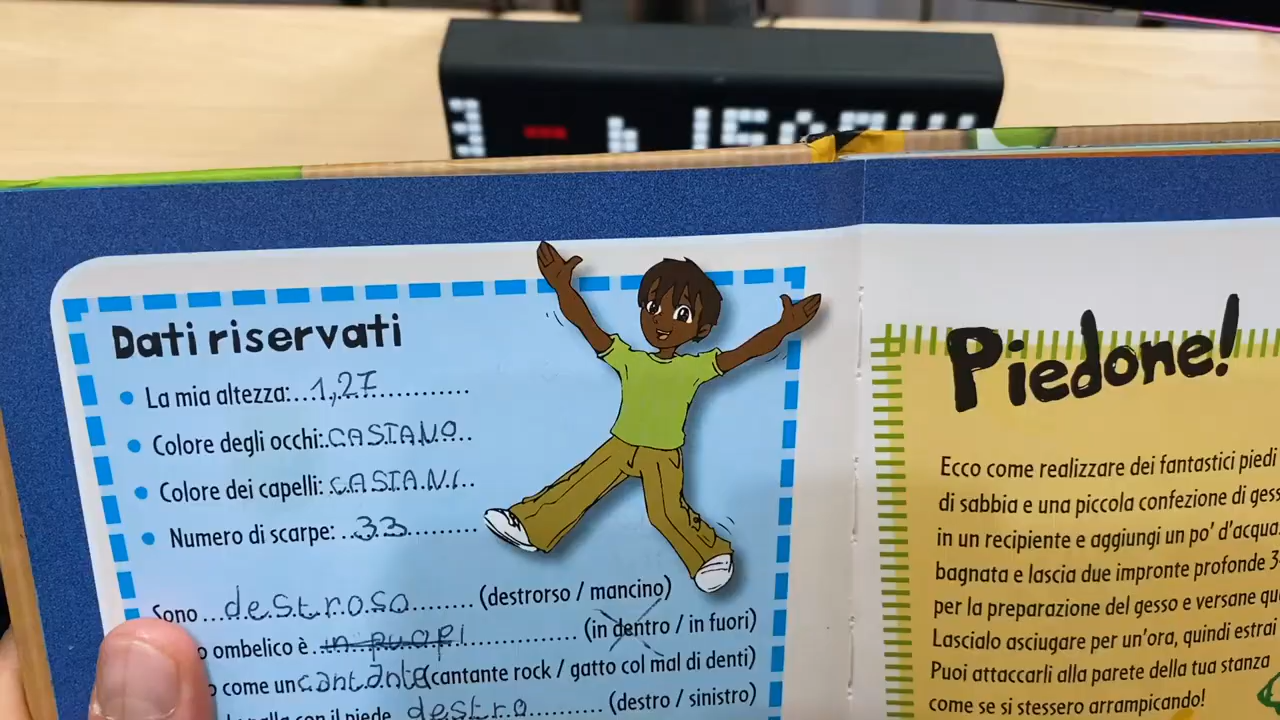 Dati riservati
La mia altezza:...1,27............
Colore degli occhi:.CASTANO..
Colore dei capelli: .CASTANI..
Numero di scarpe: ..33.........
Sono ...destroso........ (destrorso / mancino)
o ombelico è . in fuori.............. (in dentro / in fuori)
o come un cantante (cantante rock / gatto col mal di denti)
con il piede destro........... (destro / sinistro)
Piedone!
Ecco come realizzare dei fantastici piedi
di sabbia e una piccola confezione di gess
in un recipiente e aggiungi un po' d'acqua.
bagnata e lascia due impronte profonde 3-
per la preparazione del gesso e versane qu
Lascialo asciugare per un'ora, quindi estrai
Puoi attaccarli alla parete della tua stanza
come se si stessero arrampicando!